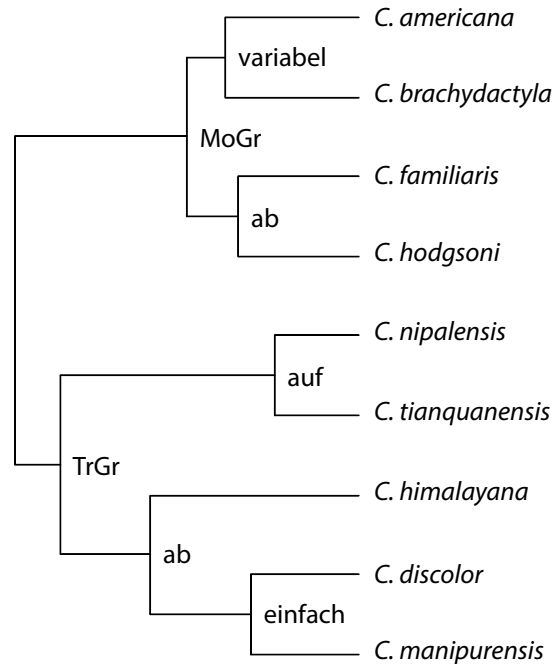 C. americana
variabel
C. brachydactyla
MoGr
C. familiaris
ab
C. hodgsoni
C. nipalensis
auf
C. tianquanensis
TrGr
C. himalayana
ab
C. discolor
einfach
C. manipurensis